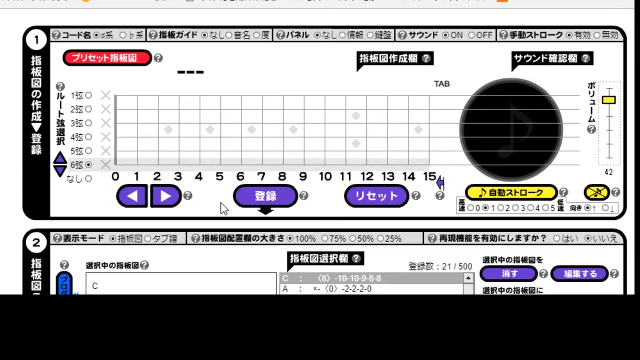 1 ?コード名 ⦿♯系 ○♭系 ?指板ガイド ⦿なし○音名○度 ?パネル ⦿なし○情報○鍵盤 ?サウンド ⦿ON ○OFF ?手動ストローク ⦿有効 ○無効
指板図の作成▼登録
プリセット指板図 ?
---
指板図作成欄 ?
サウンド確認欄 ?
TAB
?ルート弦選択
ボリューム ?
1弦○ ×
2弦○ ×
3弦○ ×
4弦○ ×
5弦○ ×
6弦⦿ ×
なし○
0 1 2 3 4 5 6 7 8 9 10 11 12 13 14 15
42
◀ ▶ ? 登録 ? リセット ? ?
♪自動ストローク ?
高速 ○0⦿1○2○3○4○5 低速 向き⦿↑ ○↓
2 ?表示モード ⦿指板図○タブ譜 ?指板図配置欄の大きさ ⦿100% ○75% ○50% ○25% ?再現機能を有効にしますか? ○はい ⦿いいえ
選択中の指板図?
指板図選択欄 ?
登録数：21 / 500
選択中の指板図を
消す ? 編集する ?
C
C ： （8）-10-10-9-8-8
A ： ×-（0）-2-2-2-0
選択中の指板図に